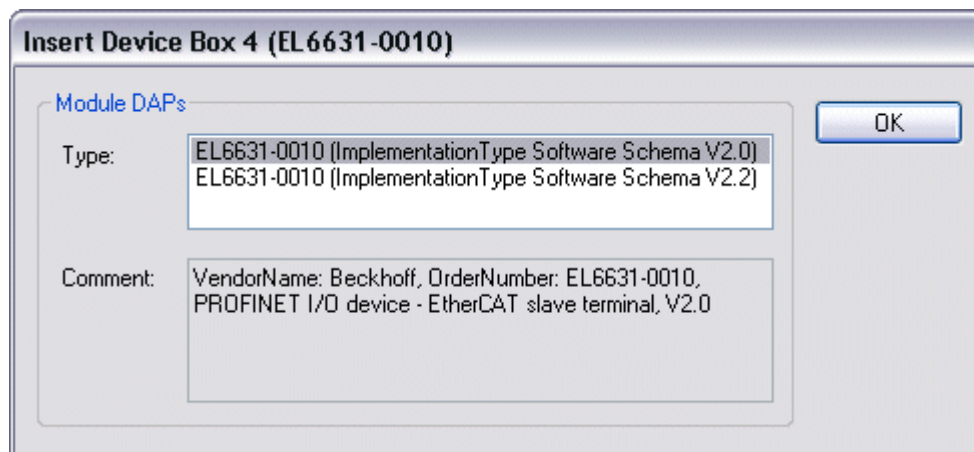 Insert Device Box 4 (EL6631-0010)
Module DAPs
Type:
EL6631-0010 (ImplementationType Software Schema V2.0)
EL6631-0010 (ImplementationType Software Schema V2.2)
OK
Comment:
VendorName: Beckhoff, OrderNumber: EL6631-0010,
PROFINET I/O device - EtherCAT slave terminal, V2.0